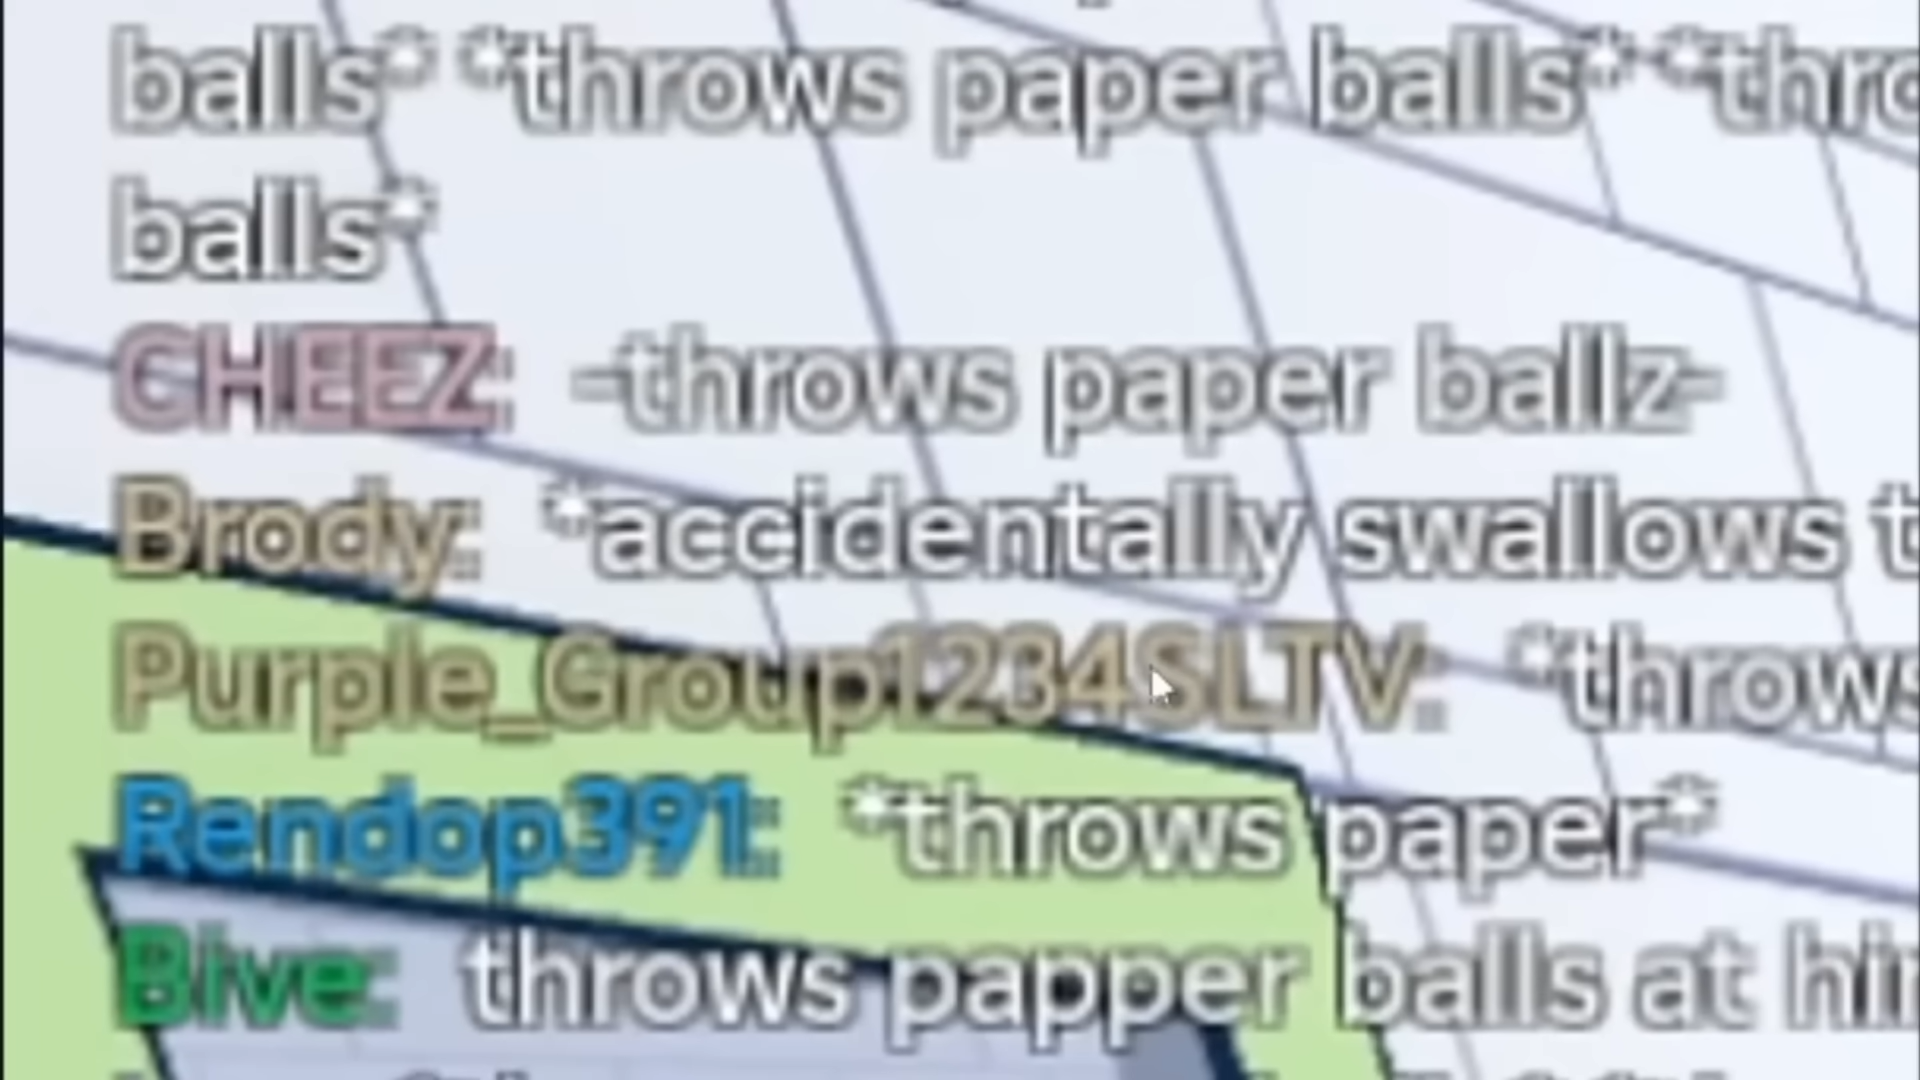 balls* *throws paper balls* *thro
balls*
CHEEZ: -throws paper ballz-
Brody: *accidentally swallows t
Purple_Group1234SLTV: *throws
Rendop391: *throws paper*
Bive: throws papper balls at hi